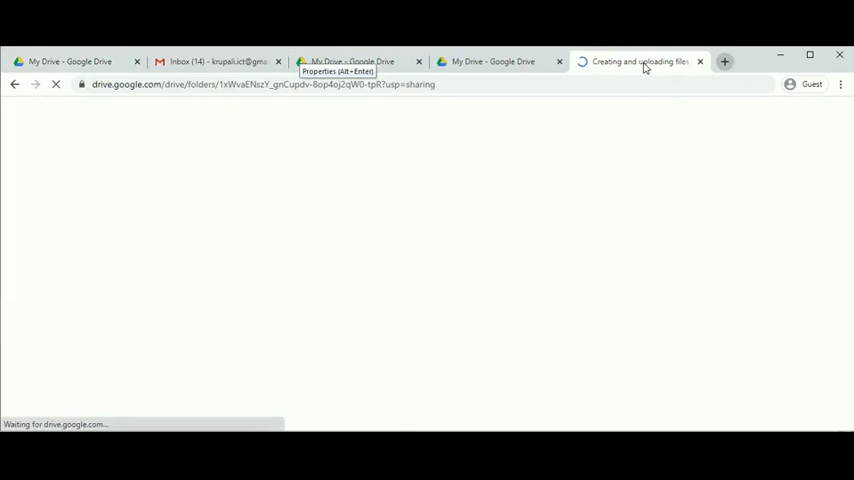 My Drive - Google Drive
Inbox (14) - krupali.ict@gma
My Drive - Google Drive
My Drive - Google Drive
Creating and uploading files
Properties (Alt+Enter)
drive.google.com/drive/folders/1xWvaENszY_gnCupdv-8op4oj2qW0-tpR?usp=sharing
Guest
Waiting for drive.google.com...